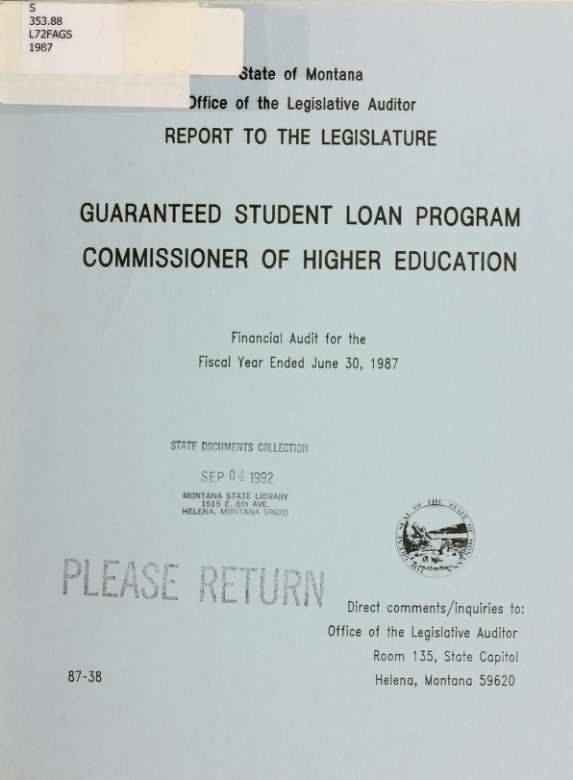 S
353.88
L72FAGS
1987
State of Montana
Office of the Legislative Auditor
REPORT TO THE LEGISLATURE
GUARANTEED STUDENT LOAN PROGRAM
COMMISSIONER OF HIGHER EDUCATION
Financial Audit for the
Fiscal Year Ended June 30, 1987
STATE DOCUMENTS COLLECTION
SEP 04 1992
MONTANA STATE LIBRARY
1515 E. 6th AVE.
HELENA, MONTANA 59620
PLEASE RETURN
Direct comments/inquiries to:
Office of the Legislative Auditor
Room 135, State Capitol
Helena, Montana 59620
87-38